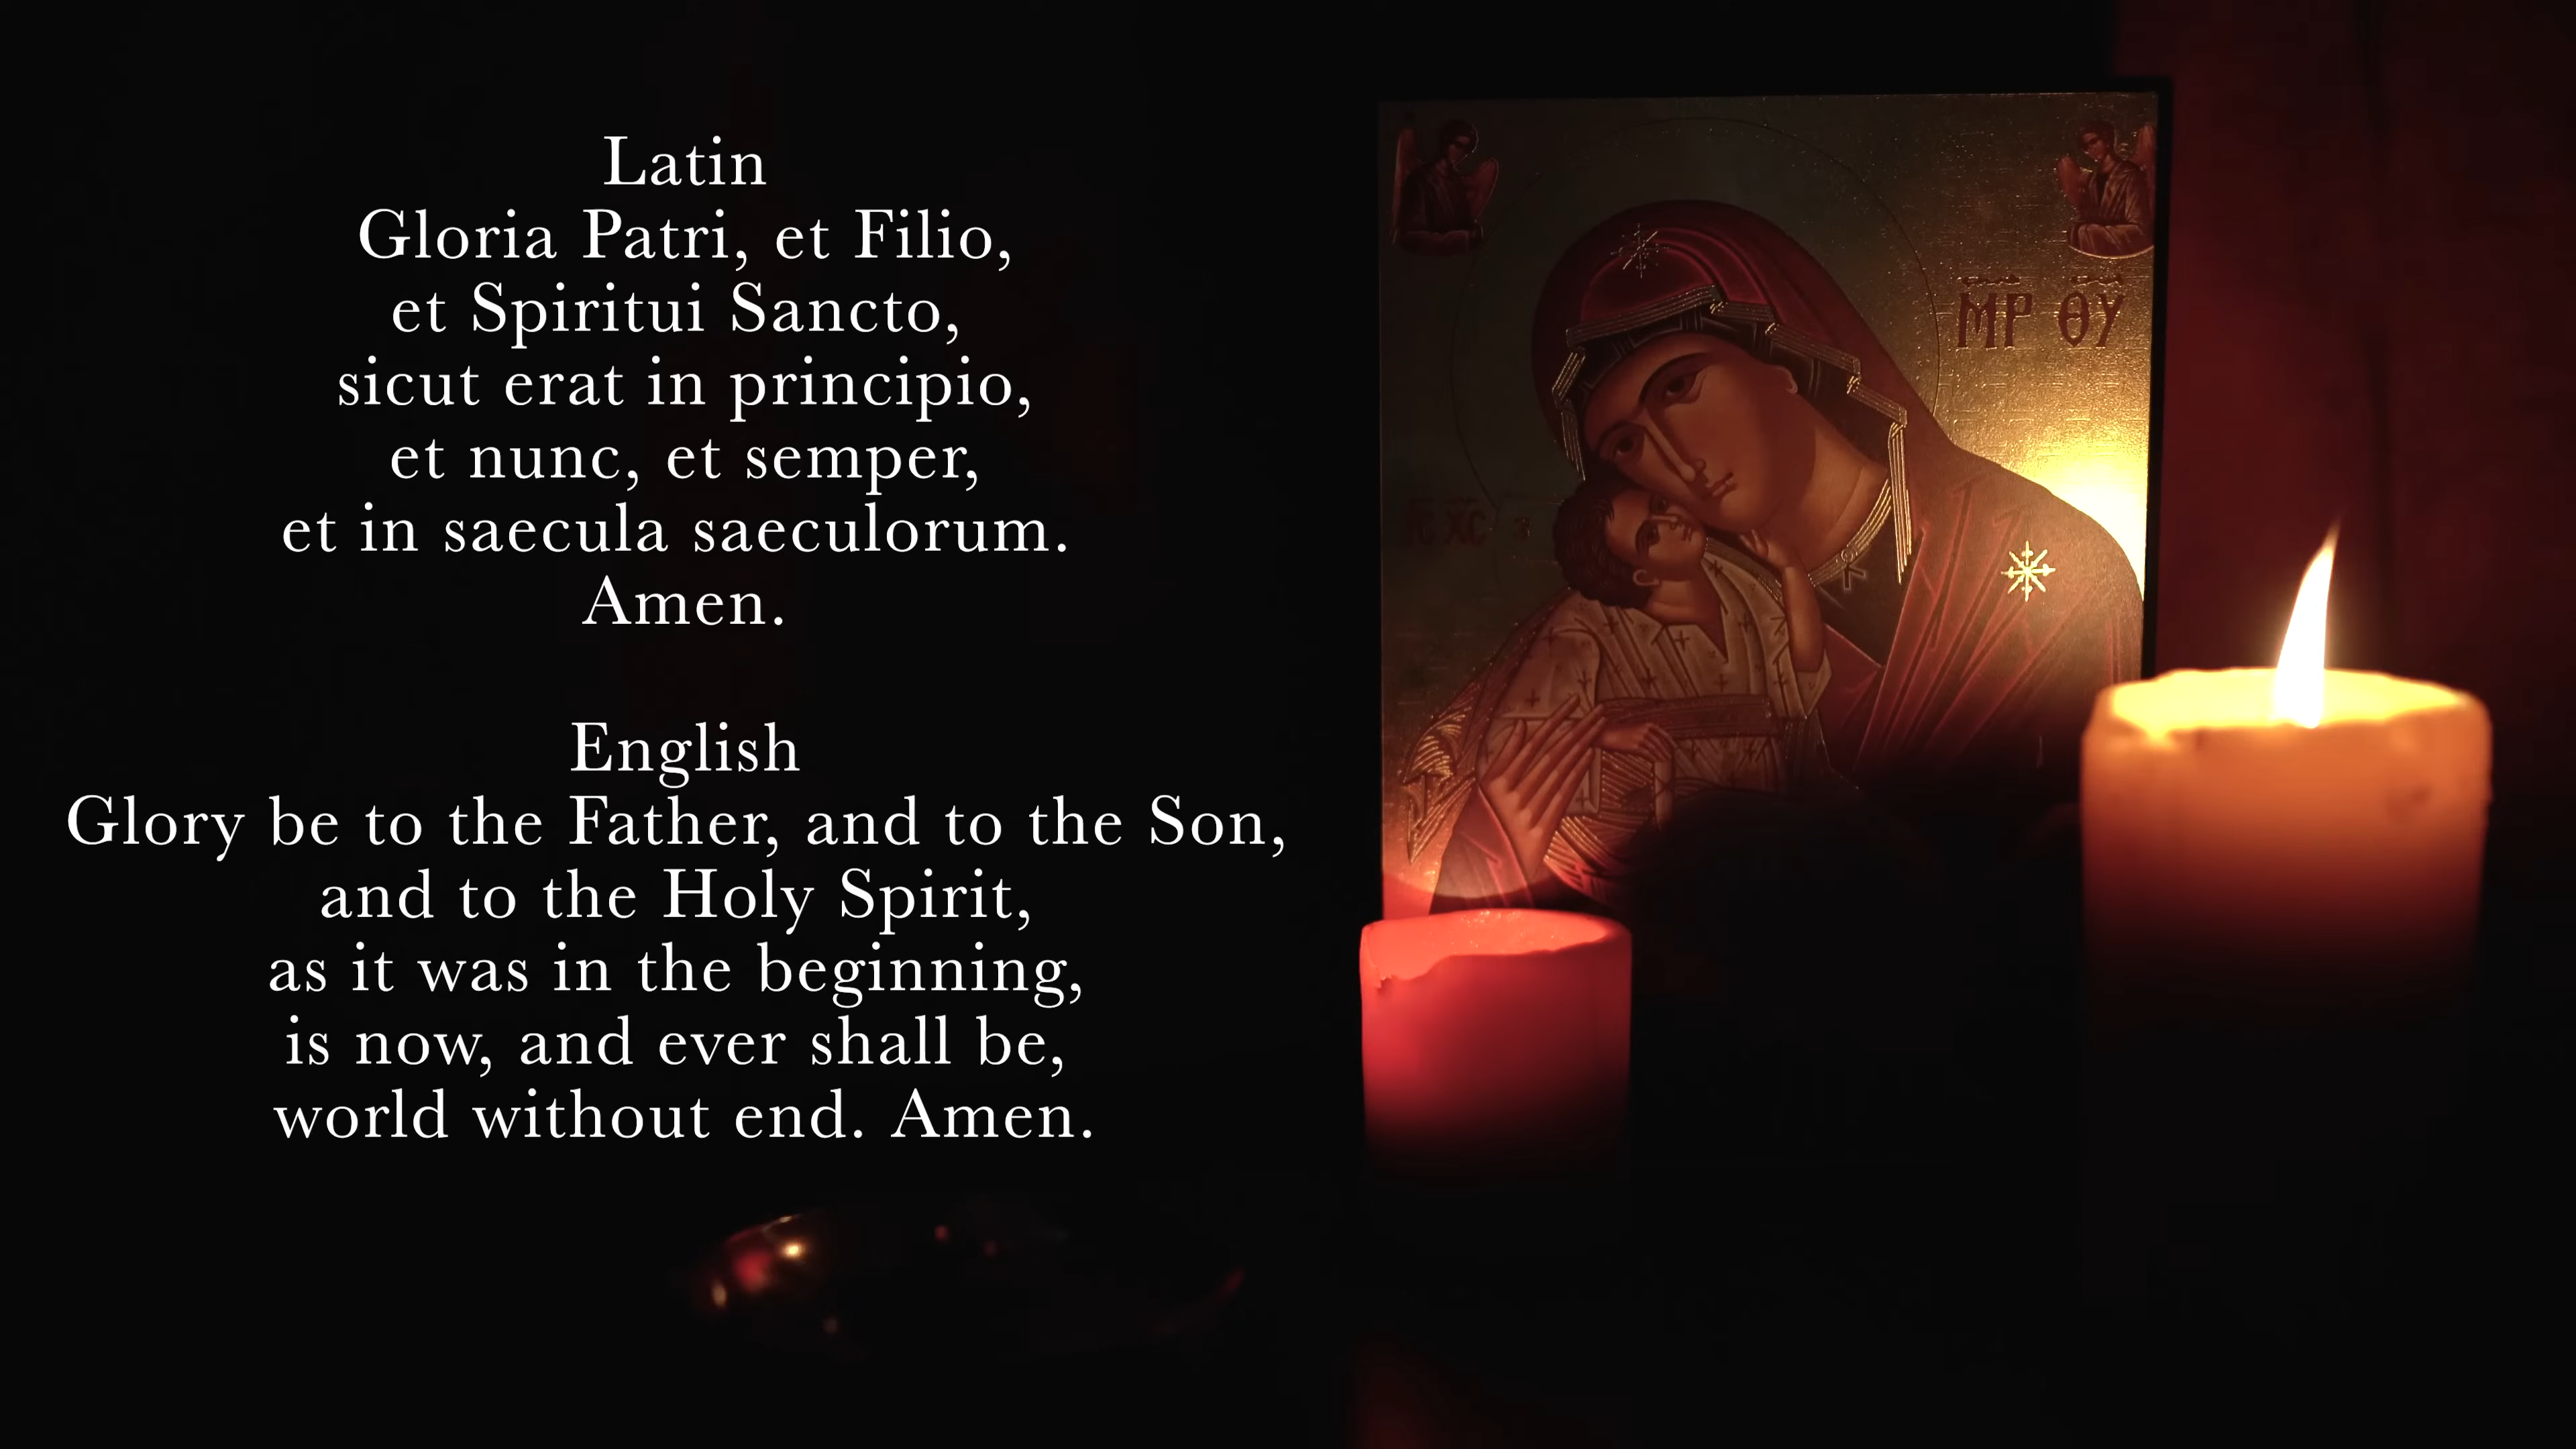 Latin
Gloria Patri, et Filio,
et Spiritui Sancto,
sicut erat in principio,
et nunc, et semper,
et in saecula saeculorum.
Amen.
English
Glory be to the Father, and to the Son,
and to the Holy Spirit,
as it was in the beginning,
is now, and ever shall be,
world without end. Amen.
ΜΡ ΘΥ